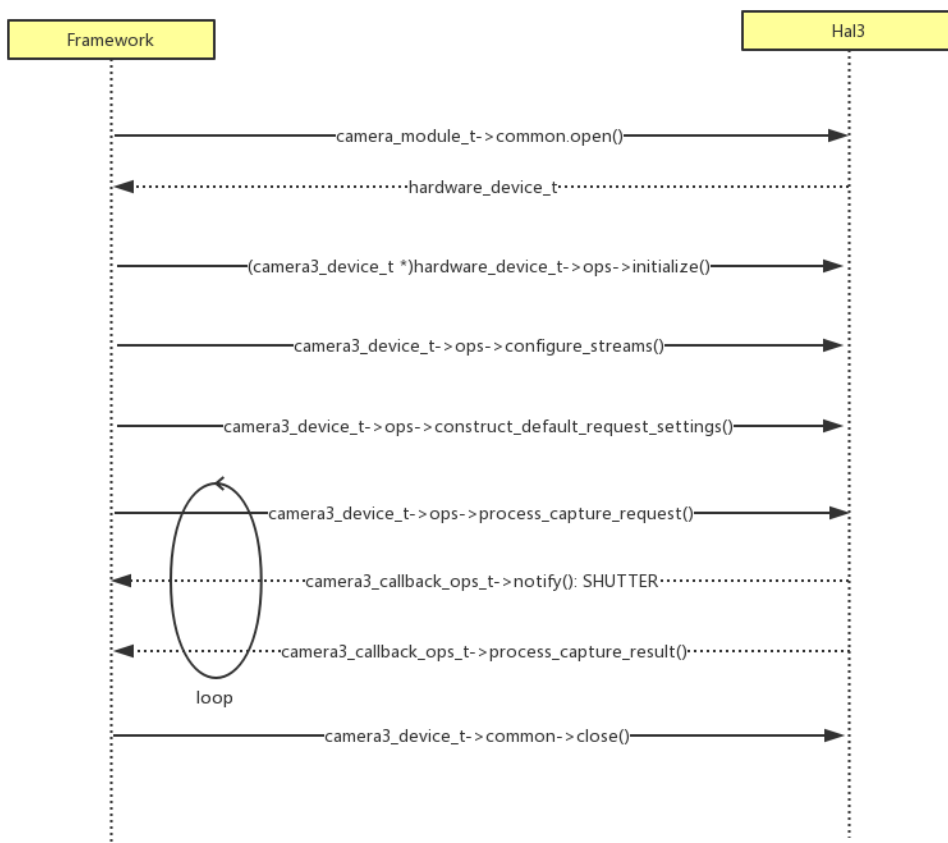 Framework
Hal3
camera_module_t->common.open()
hardware_device_t
(camera3_device_t *)hardware_device_t->ops->initialize()
camera3_device_t->ops->configure_streams()
camera3_device_t->ops->construct_default_request_settings()
camera3_device_t->ops->process_capture_request()
camera3_callback_ops_t->notify(): SHUTTER
camera3_callback_ops_t->process_capture_result()
loop
camera3_device_t->common->close()